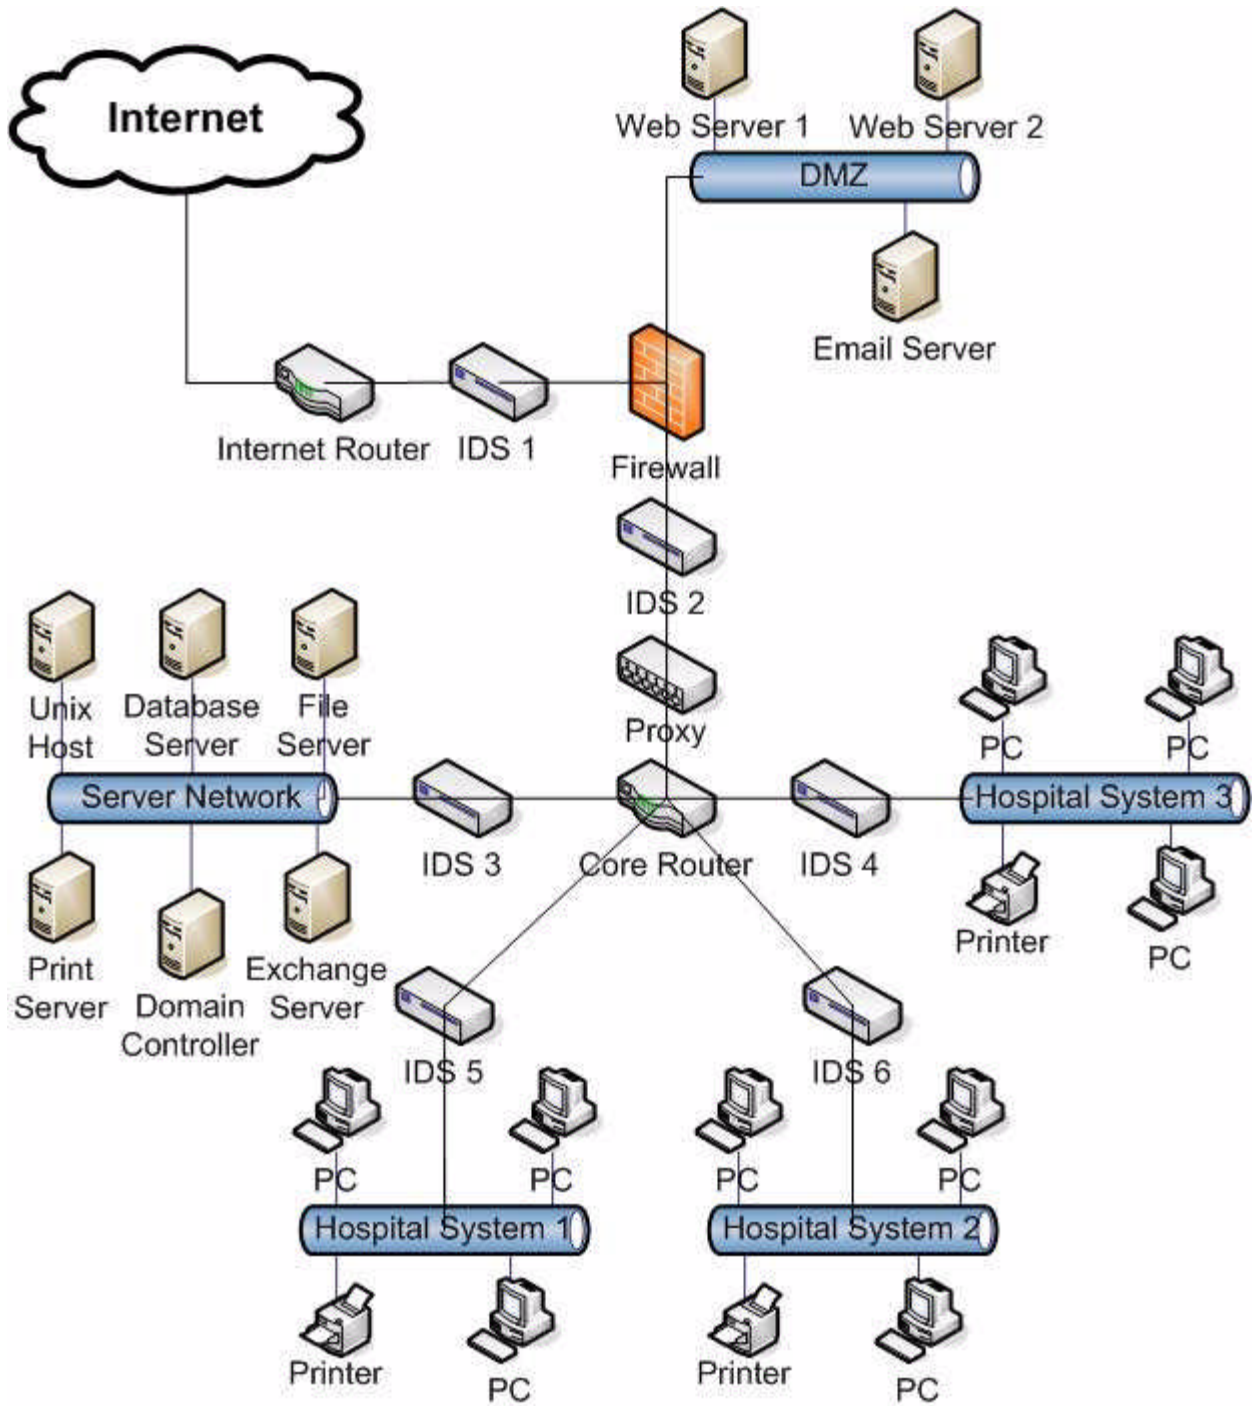 Internet
Web Server 1
Web Server 2
DMZ
Email Server
Internet Router
IDS 1
Firewall
IDS 2
Proxy
Unix
Host
Database
Server
File
Server
PC
PC
Server Network
Hospital System 3
IDS 3
Core Router
IDS 4
Printer
PC
Print
Server
Domain
Controller
Exchange
Server
IDS 5
IDS 6
PC
PC
PC
PC
Hospital System 1
Hospital System 2
Printer
PC
Printer
PC